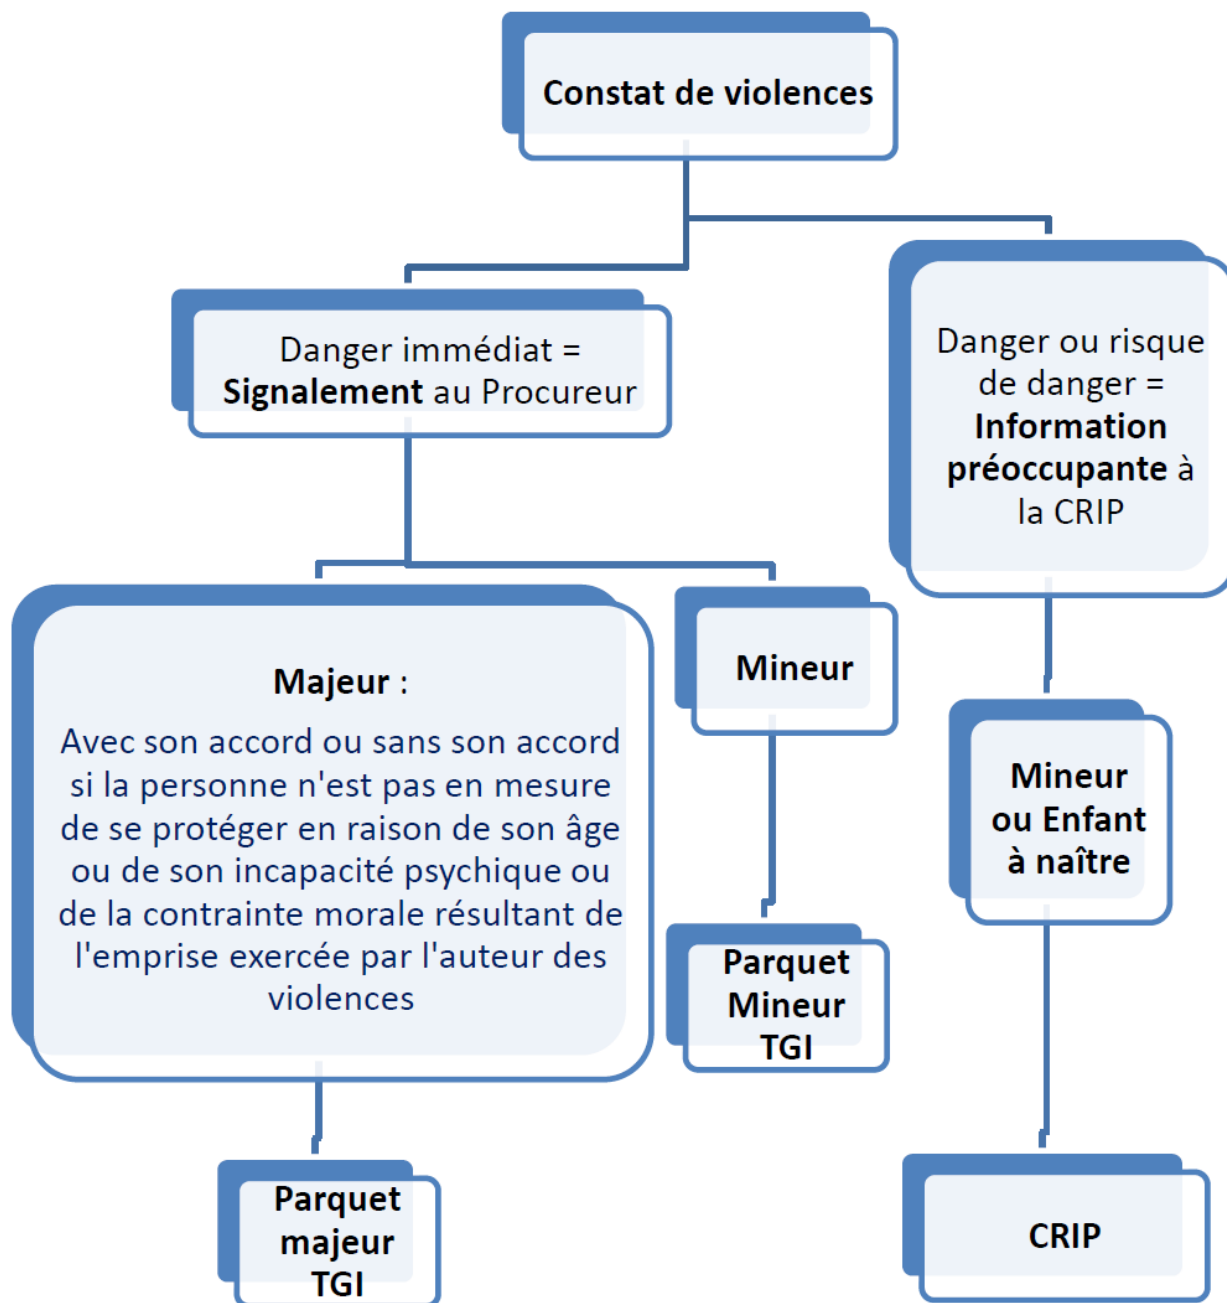 Constat de violences
Danger immédiat =
Signalement au Procureur
Danger ou risque
de danger =
Information
préoccupante à
la CRIP
Majeur :
Avec son accord ou sans son accord
si la personne n'est pas en mesure
de se protéger en raison de son âge
ou de son incapacité psychique ou
de la contrainte morale résultant de
l'emprise exercée par l'auteur des
violences
Mineur
Mineur
ou Enfant
à naître
Parquet
Mineur
TGI
Parquet
majeur
TGI
CRIP